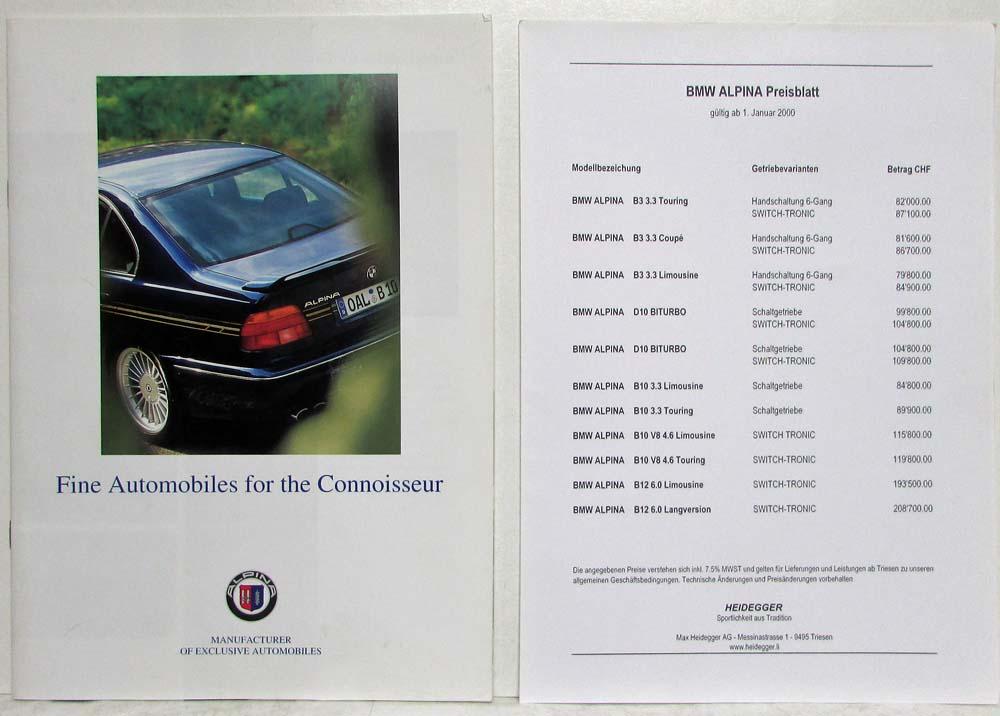 ALPINA
OAL B 10
Fine Automobiles for the Connoisseur
ALPINA
MANUFACTURER
OF EXCLUSIVE AUTOMOBILES
BMW ALPINA Preisblatt
gültig ab 1. Januar 2000
Modellbezeichung Getriebevarianten Betrag CHF
BMW ALPINA B3 3.3 Touring Handschaltung 6-Gang 82'000.00
SWITCH-TRONIC 87'100.00
BMW ALPINA B3 3.3 Coupé Handschaltung 6-Gang 81'600.00
SWITCH-TRONIC 86'700.00
BMW ALPINA B3 3.3 Limousine Handschaltung 6-Gang 79'800.00
SWITCH-TRONIC 84'900.00
BMW ALPINA D10 BITURBO Schaltgetriebe 99'800.00
SWITCH-TRONIC 104'800.00
BMW ALPINA D10 BITURBO Schaltgetriebe 104'800.00
SWITCH-TRONIC 109'800.00
BMW ALPINA B10 3.3 Limousine Schaltgetriebe 84'800.00
BMW ALPINA B10 3.3 Touring Schaltgetriebe 89'900.00
BMW ALPINA B10 V8 4.6 Limousine SWITCH TRONIC 115'800.00
BMW ALPINA B10 V8 4.6 Touring SWITCH-TRONIC 119'800.00
BMW ALPINA B12 6.0 Limousine SWITCH-TRONIC 193'500.00
BMW ALPINA B12 6.0 Langversion SWITCH-TRONIC 208'700.00
Die angegebenen Preise verstehen sich inkl. 7.5% MWST und gelten für Lieferungen und Leistungen ab Triesen zu unseren
allgemeinen Geschäftsbedingungen. Technische Änderungen und Preisänderungen vorbehalten
HEIDEGGER
Sportlichkeit aus Tradition
Max Heidegger AG - Messinastrasse 1 - 9495 Triesen
www.heidegger.li